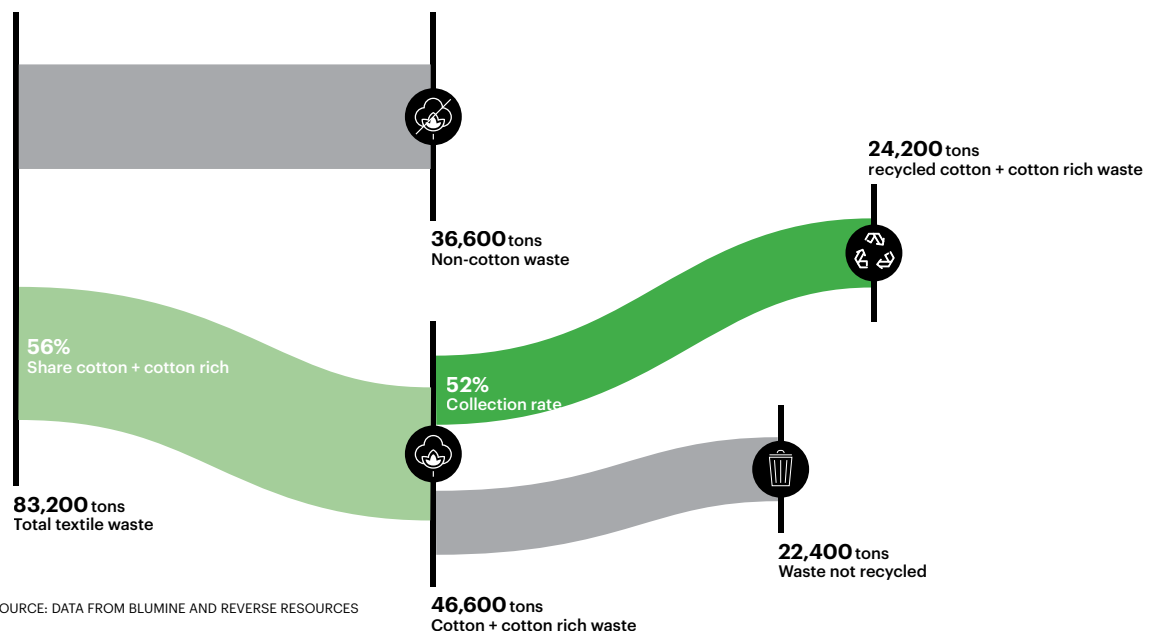 24,200 tons
recycled cotton + cotton rich waste
36,600 tons
Non-cotton waste
56%
Share cotton + cotton rich
52%
Collection rate
83,200 tons
Total textile waste
22,400 tons
Waste not recycled
46,600 tons
Cotton + cotton rich waste
OURCE: DATA FROM BLUMINE AND REVERSE RESOURCES